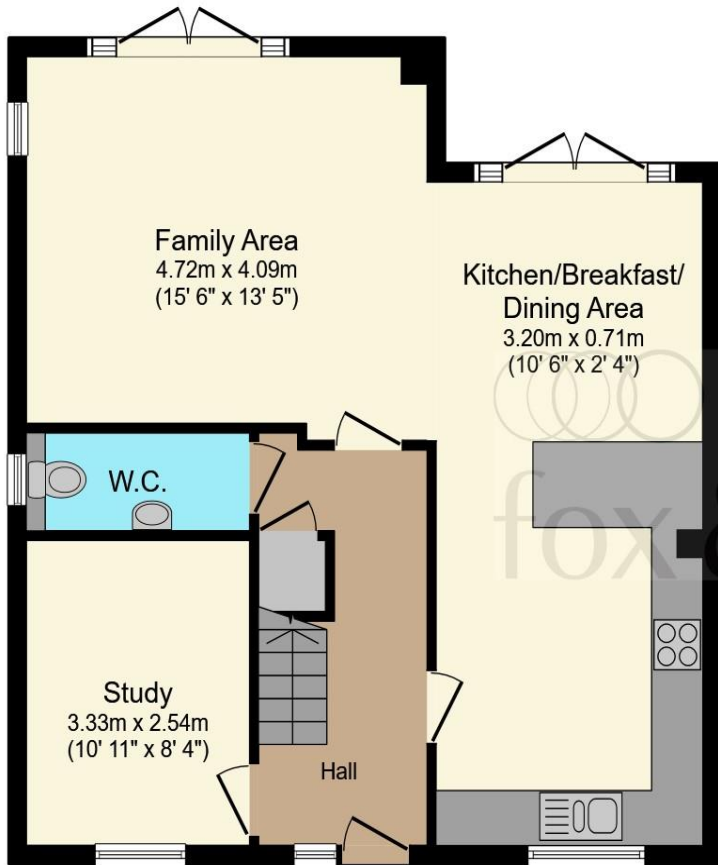 Family Area
4.72m x 4.09m
(15' 6" x 13' 5")
Kitchen/Breakfast/
Dining Area
3.20m x 0.71m
(10' 6" x 2' 4")
W.C.
Study
3.33m x 2.54m
(10' 11" x 8' 4")
Hall
fox